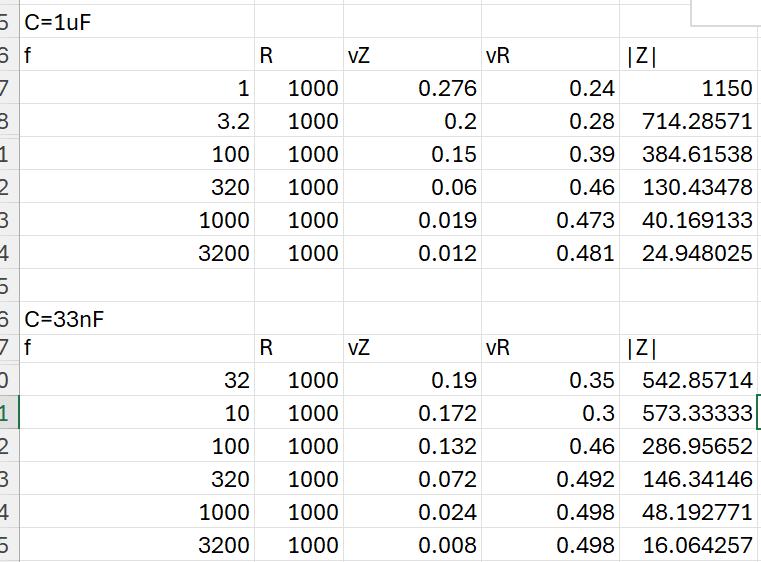 5 C=1uF
6 f R vZ vR |Z|
7 1 1000 0.276 0.24 1150
8 3.2 1000 0.2 0.28 714.28571
1 100 1000 0.15 0.39 384.61538
2 320 1000 0.06 0.46 130.43478
3 1000 1000 0.019 0.473 40.169133
4 3200 1000 0.012 0.481 24.948025
5
6 C=33nF
7 f R vZ vR |Z|
0 32 1000 0.19 0.35 542.85714
1 10 1000 0.172 0.3 573.33333
2 100 1000 0.132 0.46 286.95652
3 320 1000 0.072 0.492 146.34146
4 1000 1000 0.024 0.498 48.192771
5 3200 1000 0.008 0.498 16.064257